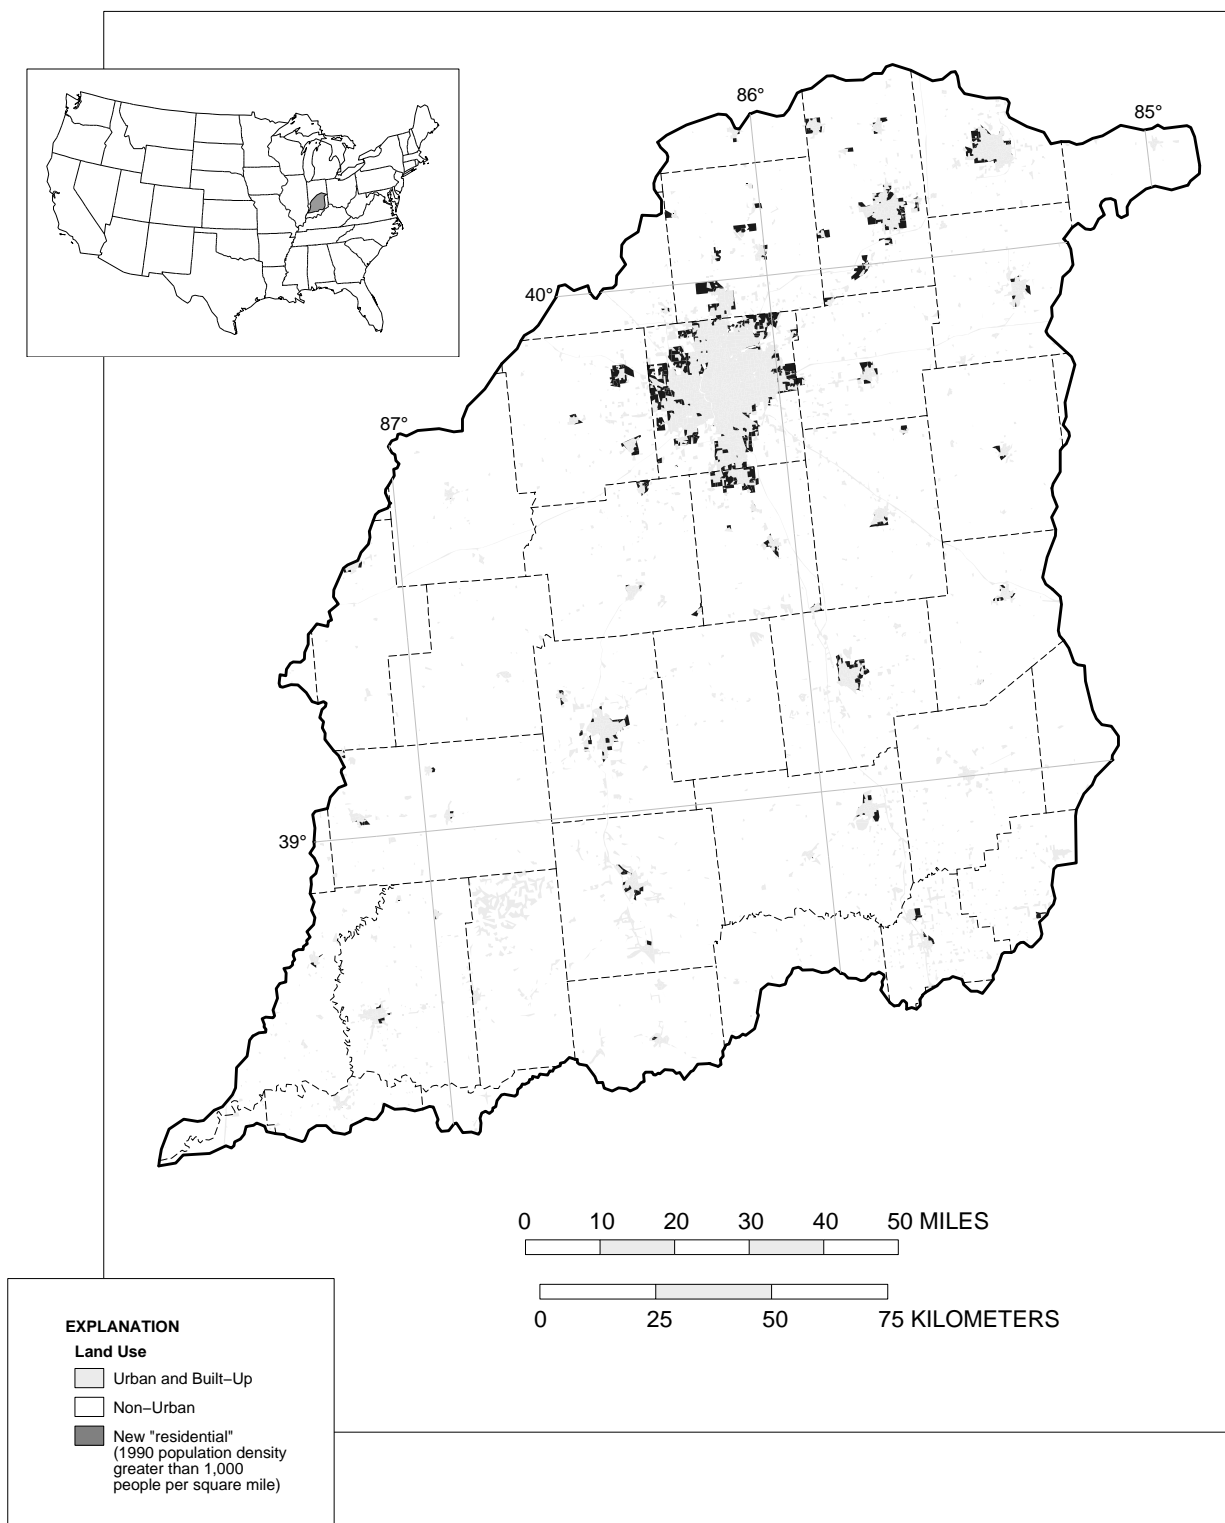 86°
85°
40°
87°
39°
0 10 20 30 40 50 MILES
0 25 50 75 KILOMETERS
EXPLANATION
Land Use
Urban and Built−Up
Non−Urban
New "residential"
(1990 population density
greater than 1,000
people per square mile)